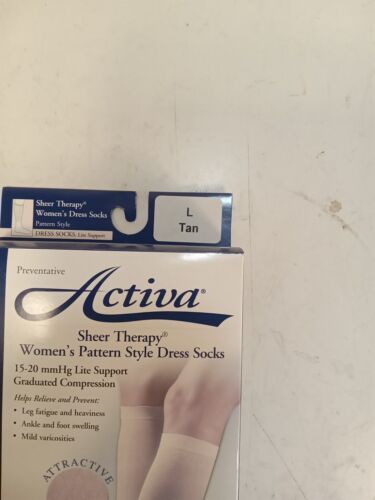 Sheer Therapy®
Women's Dress Socks
Pattern Style
DRESS SOCKS, Lite Support
L
Tan
Preventative
Activa®
Sheer Therapy®
Women's Pattern Style Dress Socks
15-20 mmHg Lite Support
Graduated Compression
Helps Relieve and Prevent:
• Leg fatigue and heaviness
• Ankle and foot swelling
• Mild varicosities
ATTRACTIVE